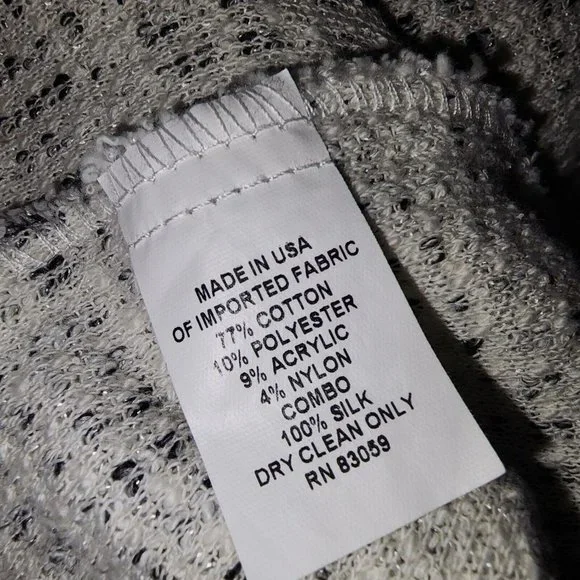 MADE IN USA
OF IMPORTED FABRIC
77% COTTON
10% POLYESTER
9% ACRYLIC
4% NYLON
COMBO
100% SILK
DRY CLEAN ONLY
RN 83059